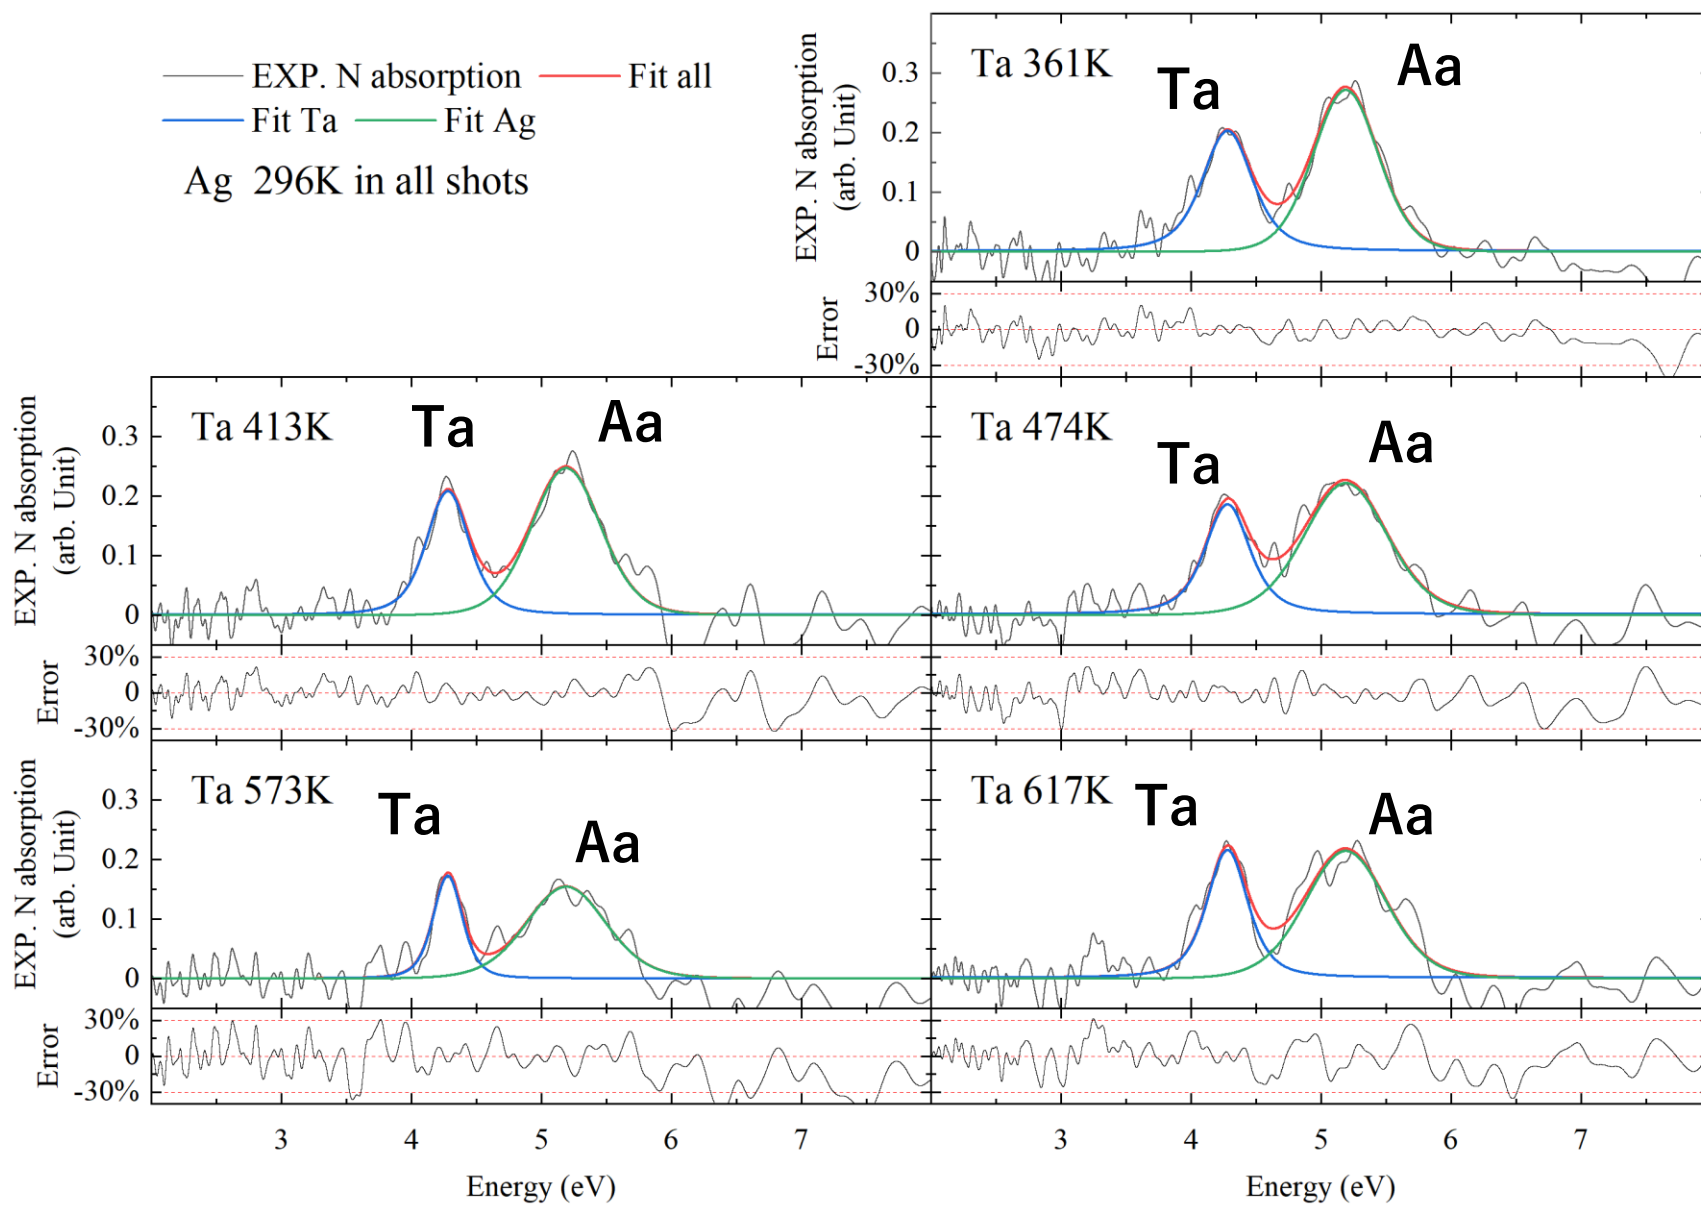 EXP. N absorption Fit all
Fit Ta Fit Ag
Ag 296K in all shots
Ta 361K
Ta
Aa
EXP. N absorption
(arb. Unit)
0.3
0.2
0.1
0
Error
30%
0
-30%
Ta 413K
Ta
Aa
EXP. N absorption
(arb. Unit)
0.3
0.2
0.1
0
Error
30%
0
-30%
Ta 474K
Ta
Aa
Ta 573K
Ta
Aa
EXP. N absorption
(arb. Unit)
0.3
0.2
0.1
0
Error
30%
0
-30%
Ta 617K
Ta
Aa
3 4 5 6 7
Energy (eV)
3 4 5 6 7
Energy (eV)